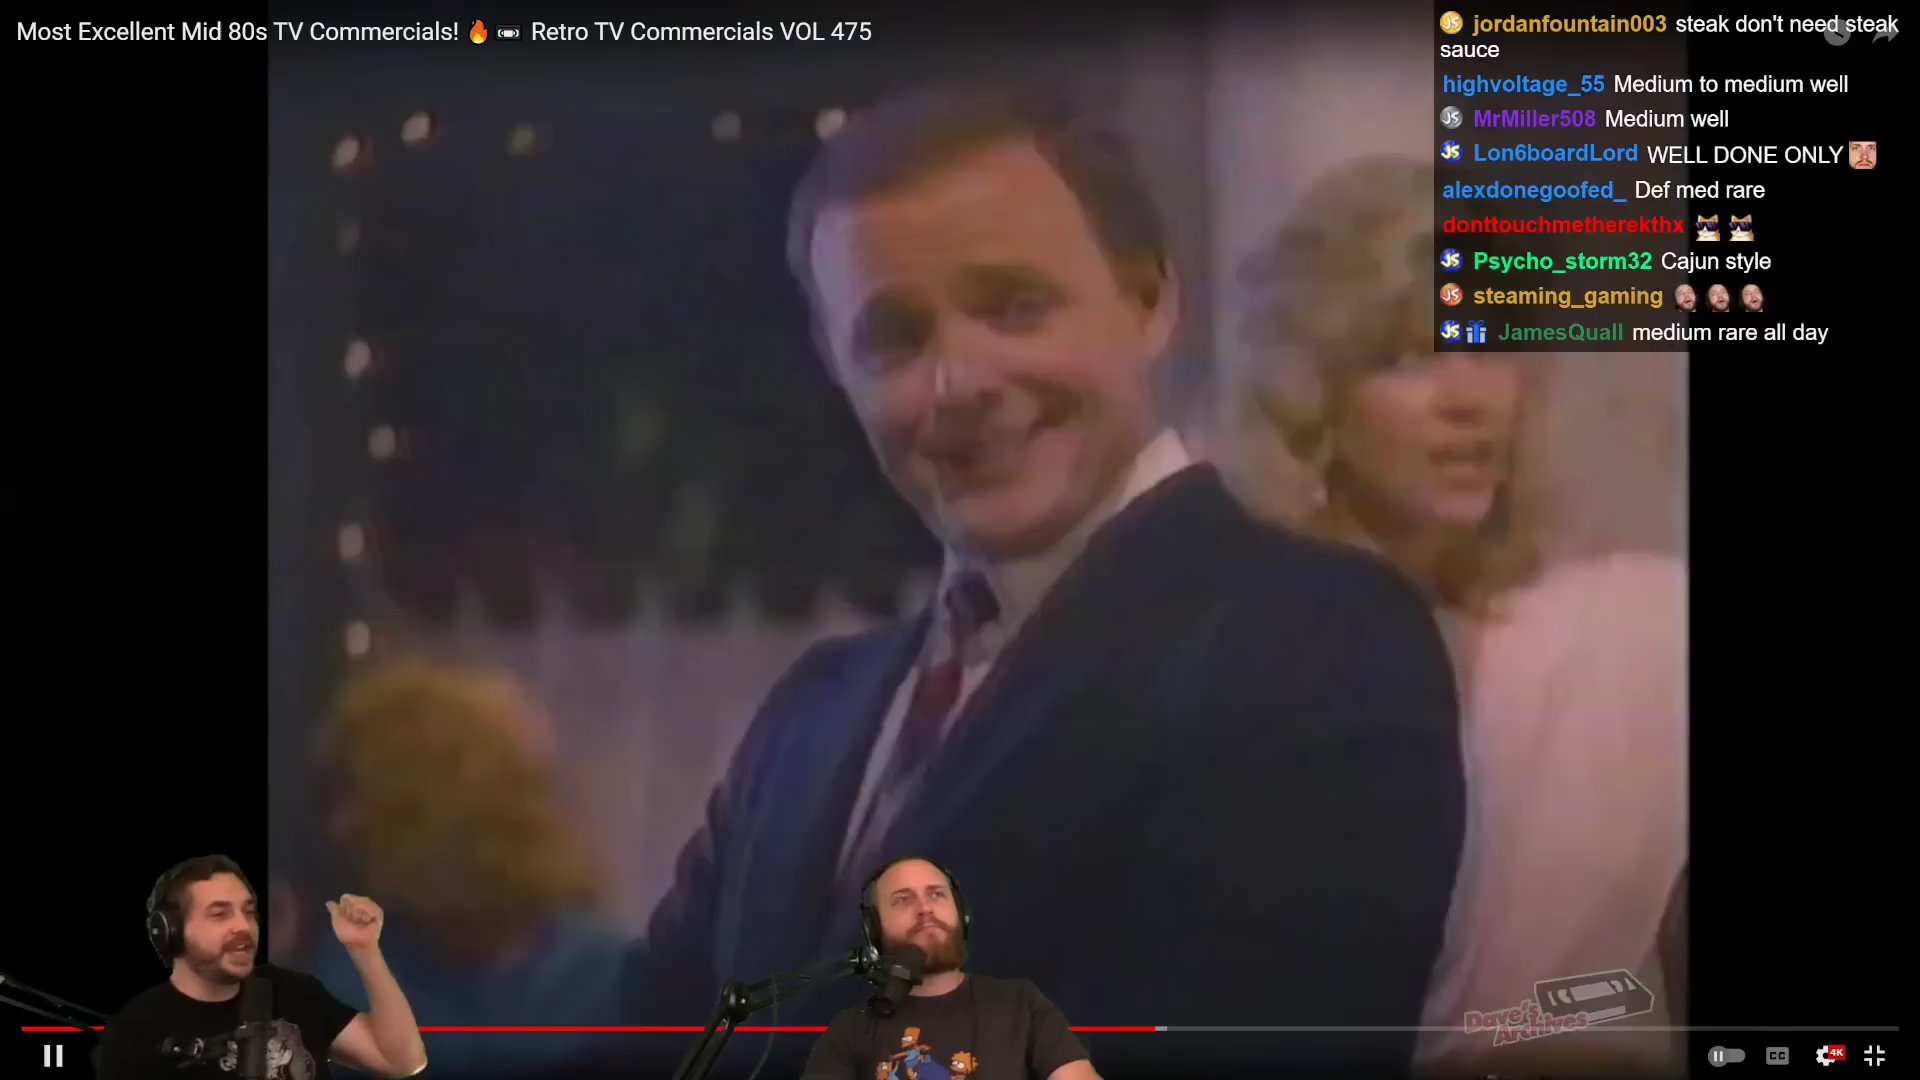 Most Excellent Mid 80s TV Commercials! 🔥📼 Retro TV Commercials VOL 475
jordanfountain003 steak don't need steak
sauce
highvoltage_55 Medium to medium well
MrMiller508 Medium well
Lon6boardLord WELL DONE ONLY
alexdonegoofed_ Def med rare
donttouchmetherekthx
Psycho_storm32 Cajun style
steaming_gaming
JamesQuall medium rare all day
Dave's
Archives
CC
4K